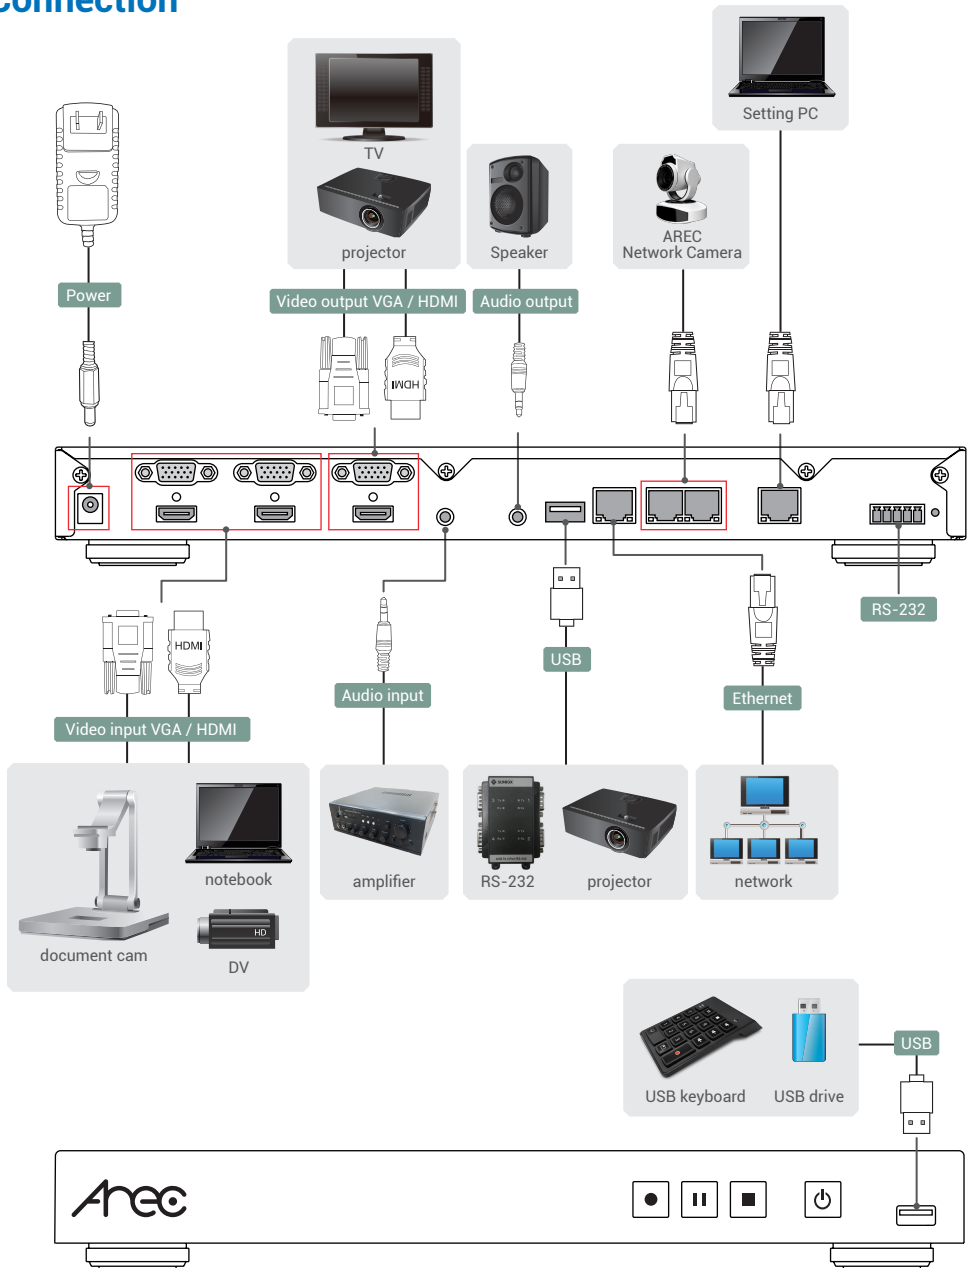 Connection
Setting PC
TV
projector
Speaker
AREC
Network Camera
Power
Video output VGA / HDMI
Audio output
HDMI
RS-232
HDMI
USB
Audio input
Ethernet
Video input VGA / HDMI
SUNBOX
notebook
amplifier
RS-232
projector
network
HD
document cam
DV
USB
USB keyboard
USB drive
Arec